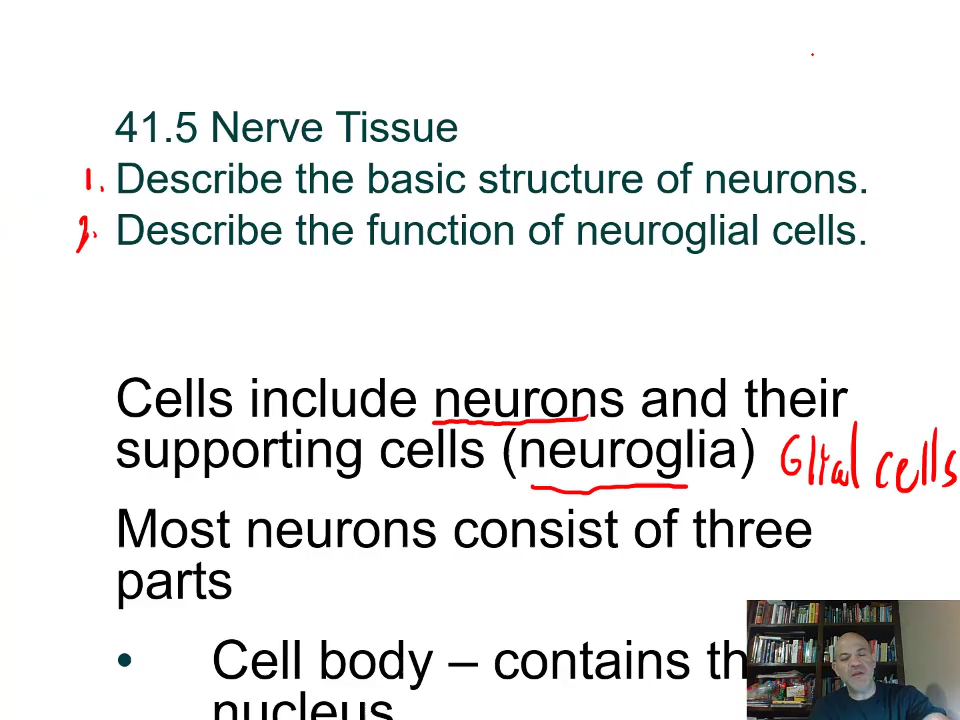 41.5 Nerve Tissue
1. Describe the basic structure of neurons.
2. Describe the function of neuroglial cells.
Cells include neurons and their
supporting cells (neuroglia) Glial cells
Most neurons consist of three
parts
• Cell body – contains th
nucleus